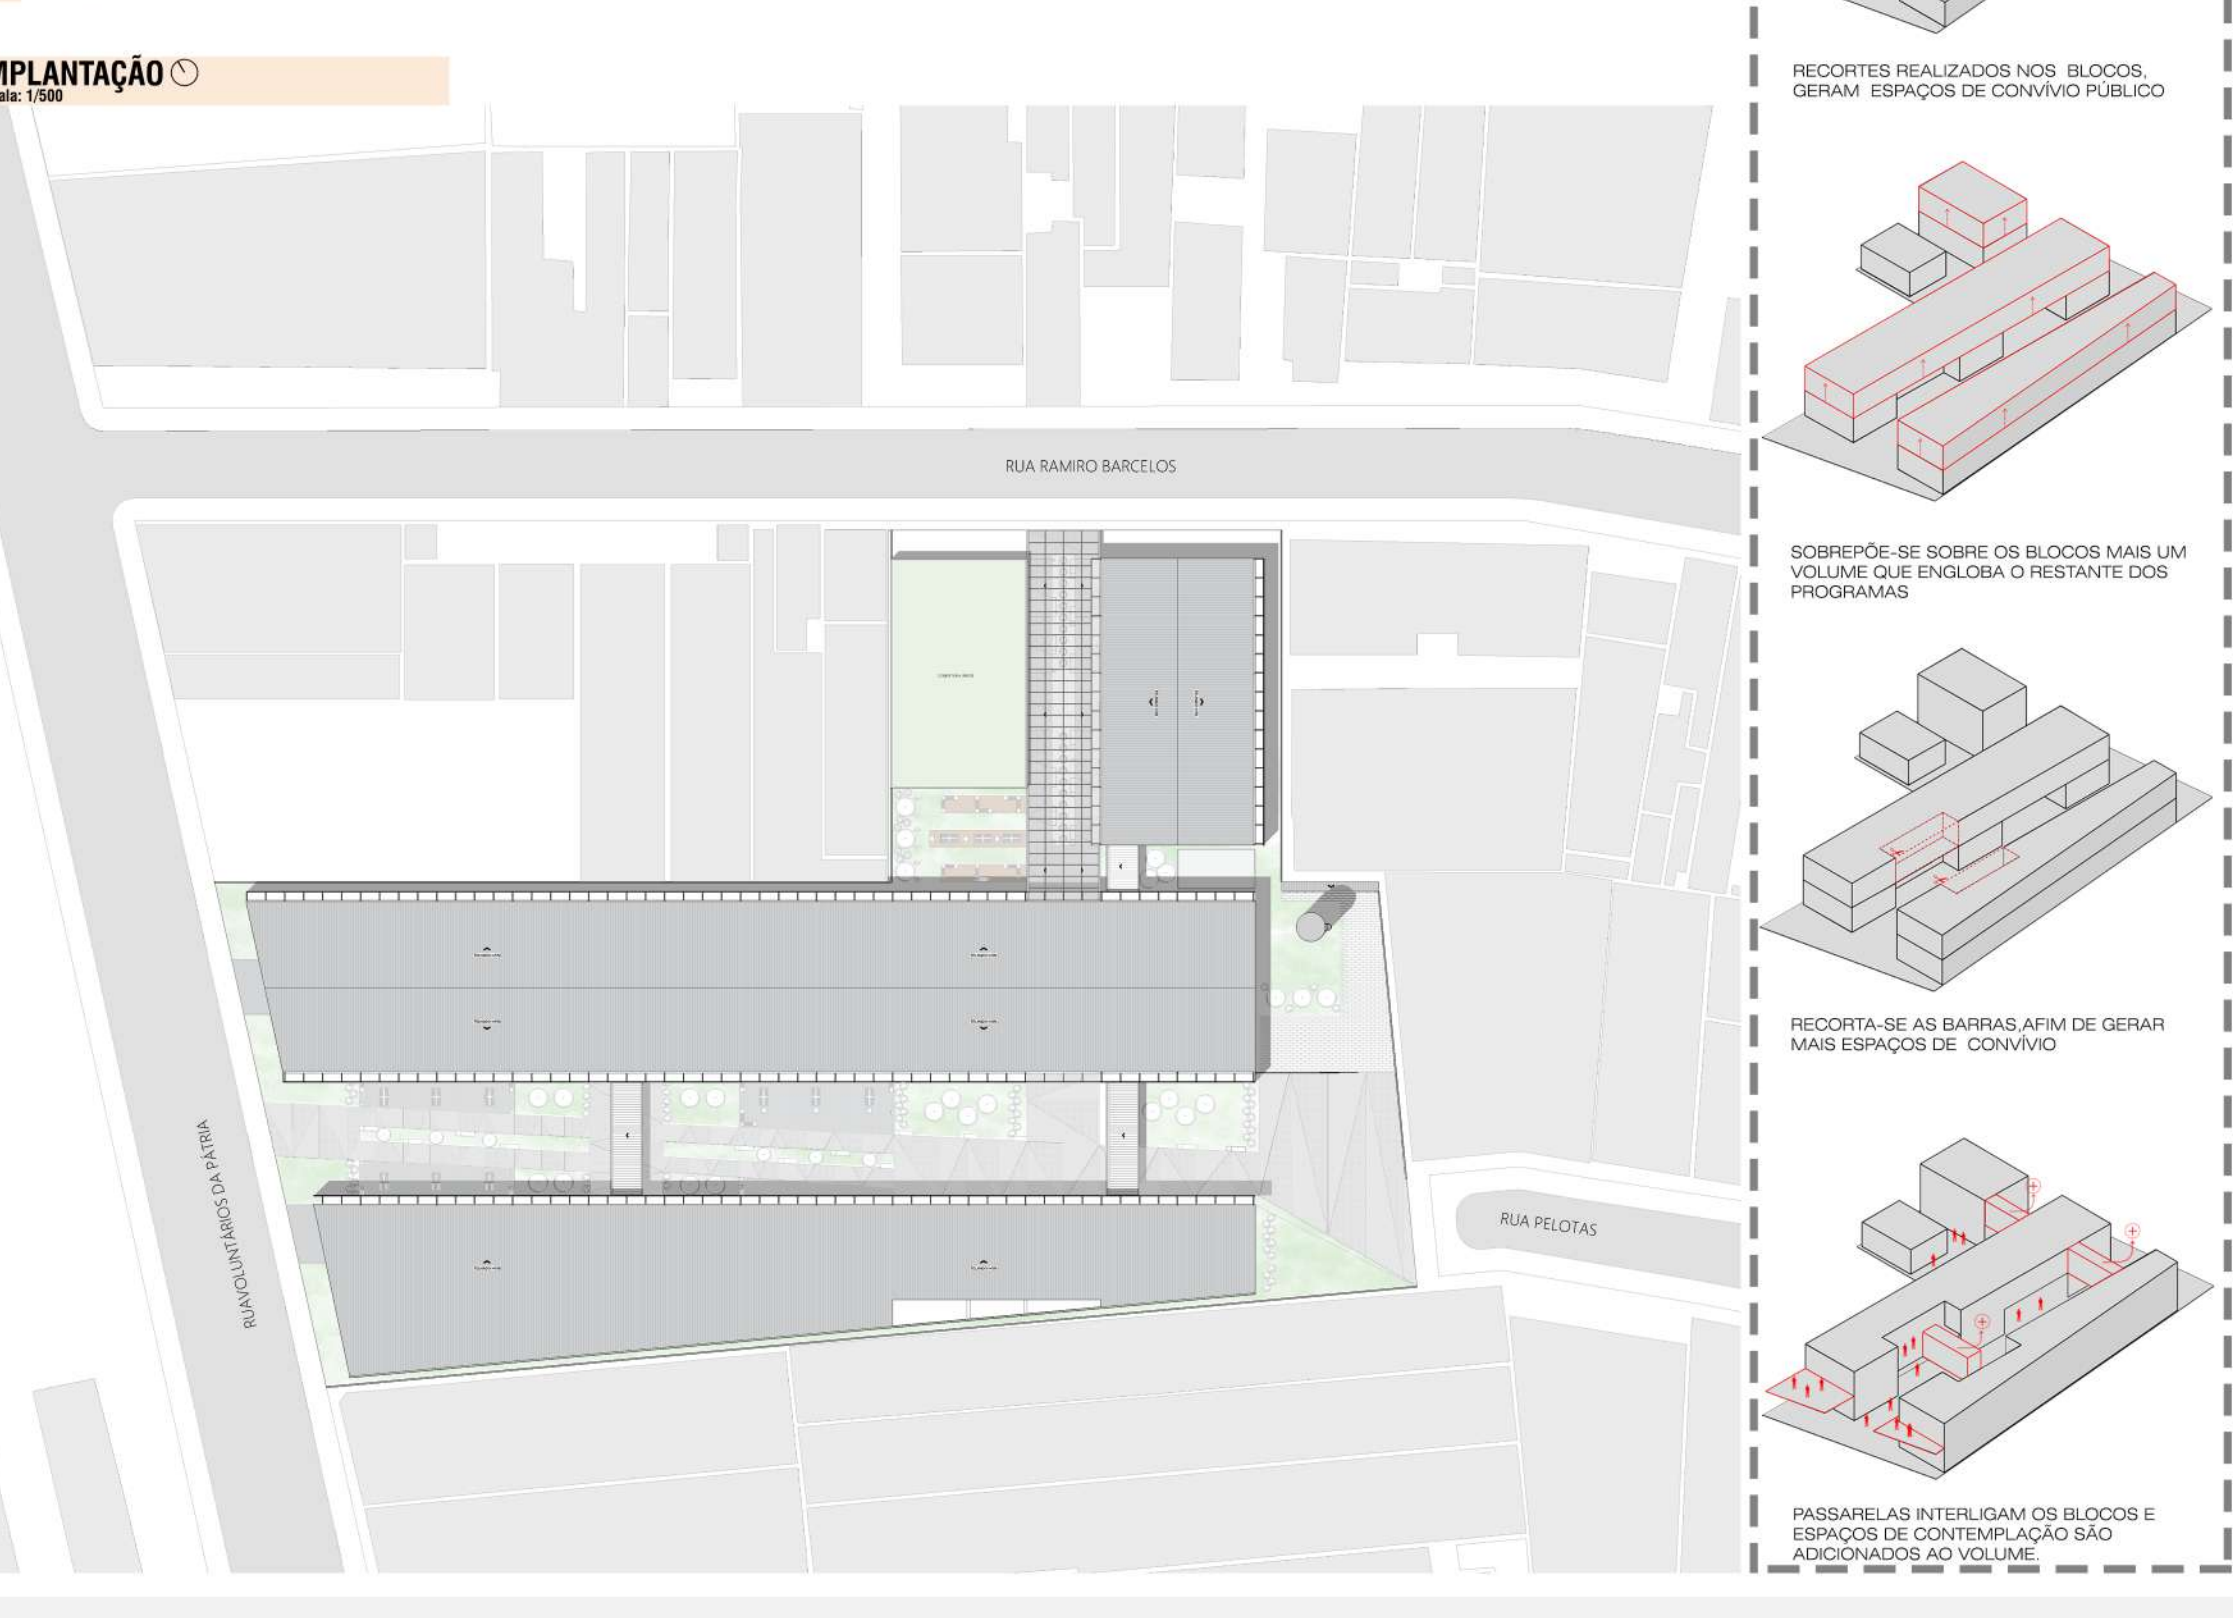 MPLANTAÇÃO
ala: 1/500
RUA RAMIRO BARCELOS
RUAVOLUNTÁRIOS DA PÁTRIA
RUA PELOTAS
RECORTES REALIZADOS NOS BLOCOS,
GERAM ESPAÇOS DE CONVÍVIO PÚBLICO
SOBREPÕE-SE SOBRE OS BLOCOS MAIS UM
VOLUME QUE ENGLOBA O RESTANTE DOS
PROGRAMAS
RECORTA-SE AS BARRAS,AFIM DE GERAR
MAIS ESPAÇOS DE CONVÍVIO
PASSARELAS INTERLIGAM OS BLOCOS E
ESPAÇOS DE CONTEMPLAÇÃO SÃO
ADICIONADOS AO VOLUME.